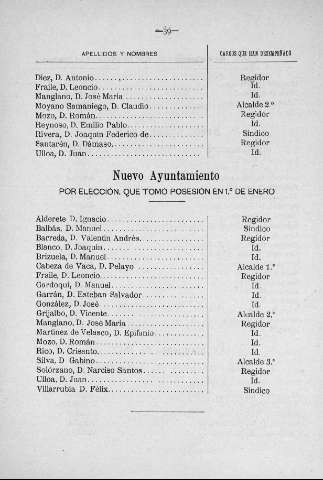 —59—
APELLIDOS Y NOMBRES CARGOS QUE HAN DESEMPEÑADO
Diez, D. Antonio Regidor
Fraile, D. Leoncio Id.
Manglano, D. José María Id.
Moyano Samaniego, D. Claudio Alcalde 2.º
Mozo, D. Román Regidor
Reynoso, D. Emilio Pablo Id.
Rivera, D. Joaquín Federico de Síndico
Santarén, D. Dámaso Regidor
Ulloa, D. Juan Id.
Nuevo Ayuntamiento
POR ELECCIÓN, QUE TOMÓ POSESIÓN EN 1.º DE ENERO
Alderete D. Ignacio Regidor
Balbás, D. Manuel Síndico
Barreda, D. Valentín Andrés Regidor
Blanco, D. Joaquín Id.
Brizuela, D. Manuel Id.
Cabeza de Vaca, D. Pelayo Alcalde 1.º
Fraile, D. Leoncio Regidor
Gardoqui, D. Manuel Id.
Garrán, D. Esteban Salvador Id.
González, D. José Id.
Grijalbo, D. Vicente Alcalde 2.º
Manglano, D. José María Regidor
Martínez de Velasco, D. Epifanio Id.
Mozo, D. Román Id.
Rico, D. Crisanto Id.
Silva, D. Gabino Alcalde 3.º
Solórzano, D. Narciso Santos Regidor
Ulloa, D. Juan Id.
Villarrubia D. Félix Síndico